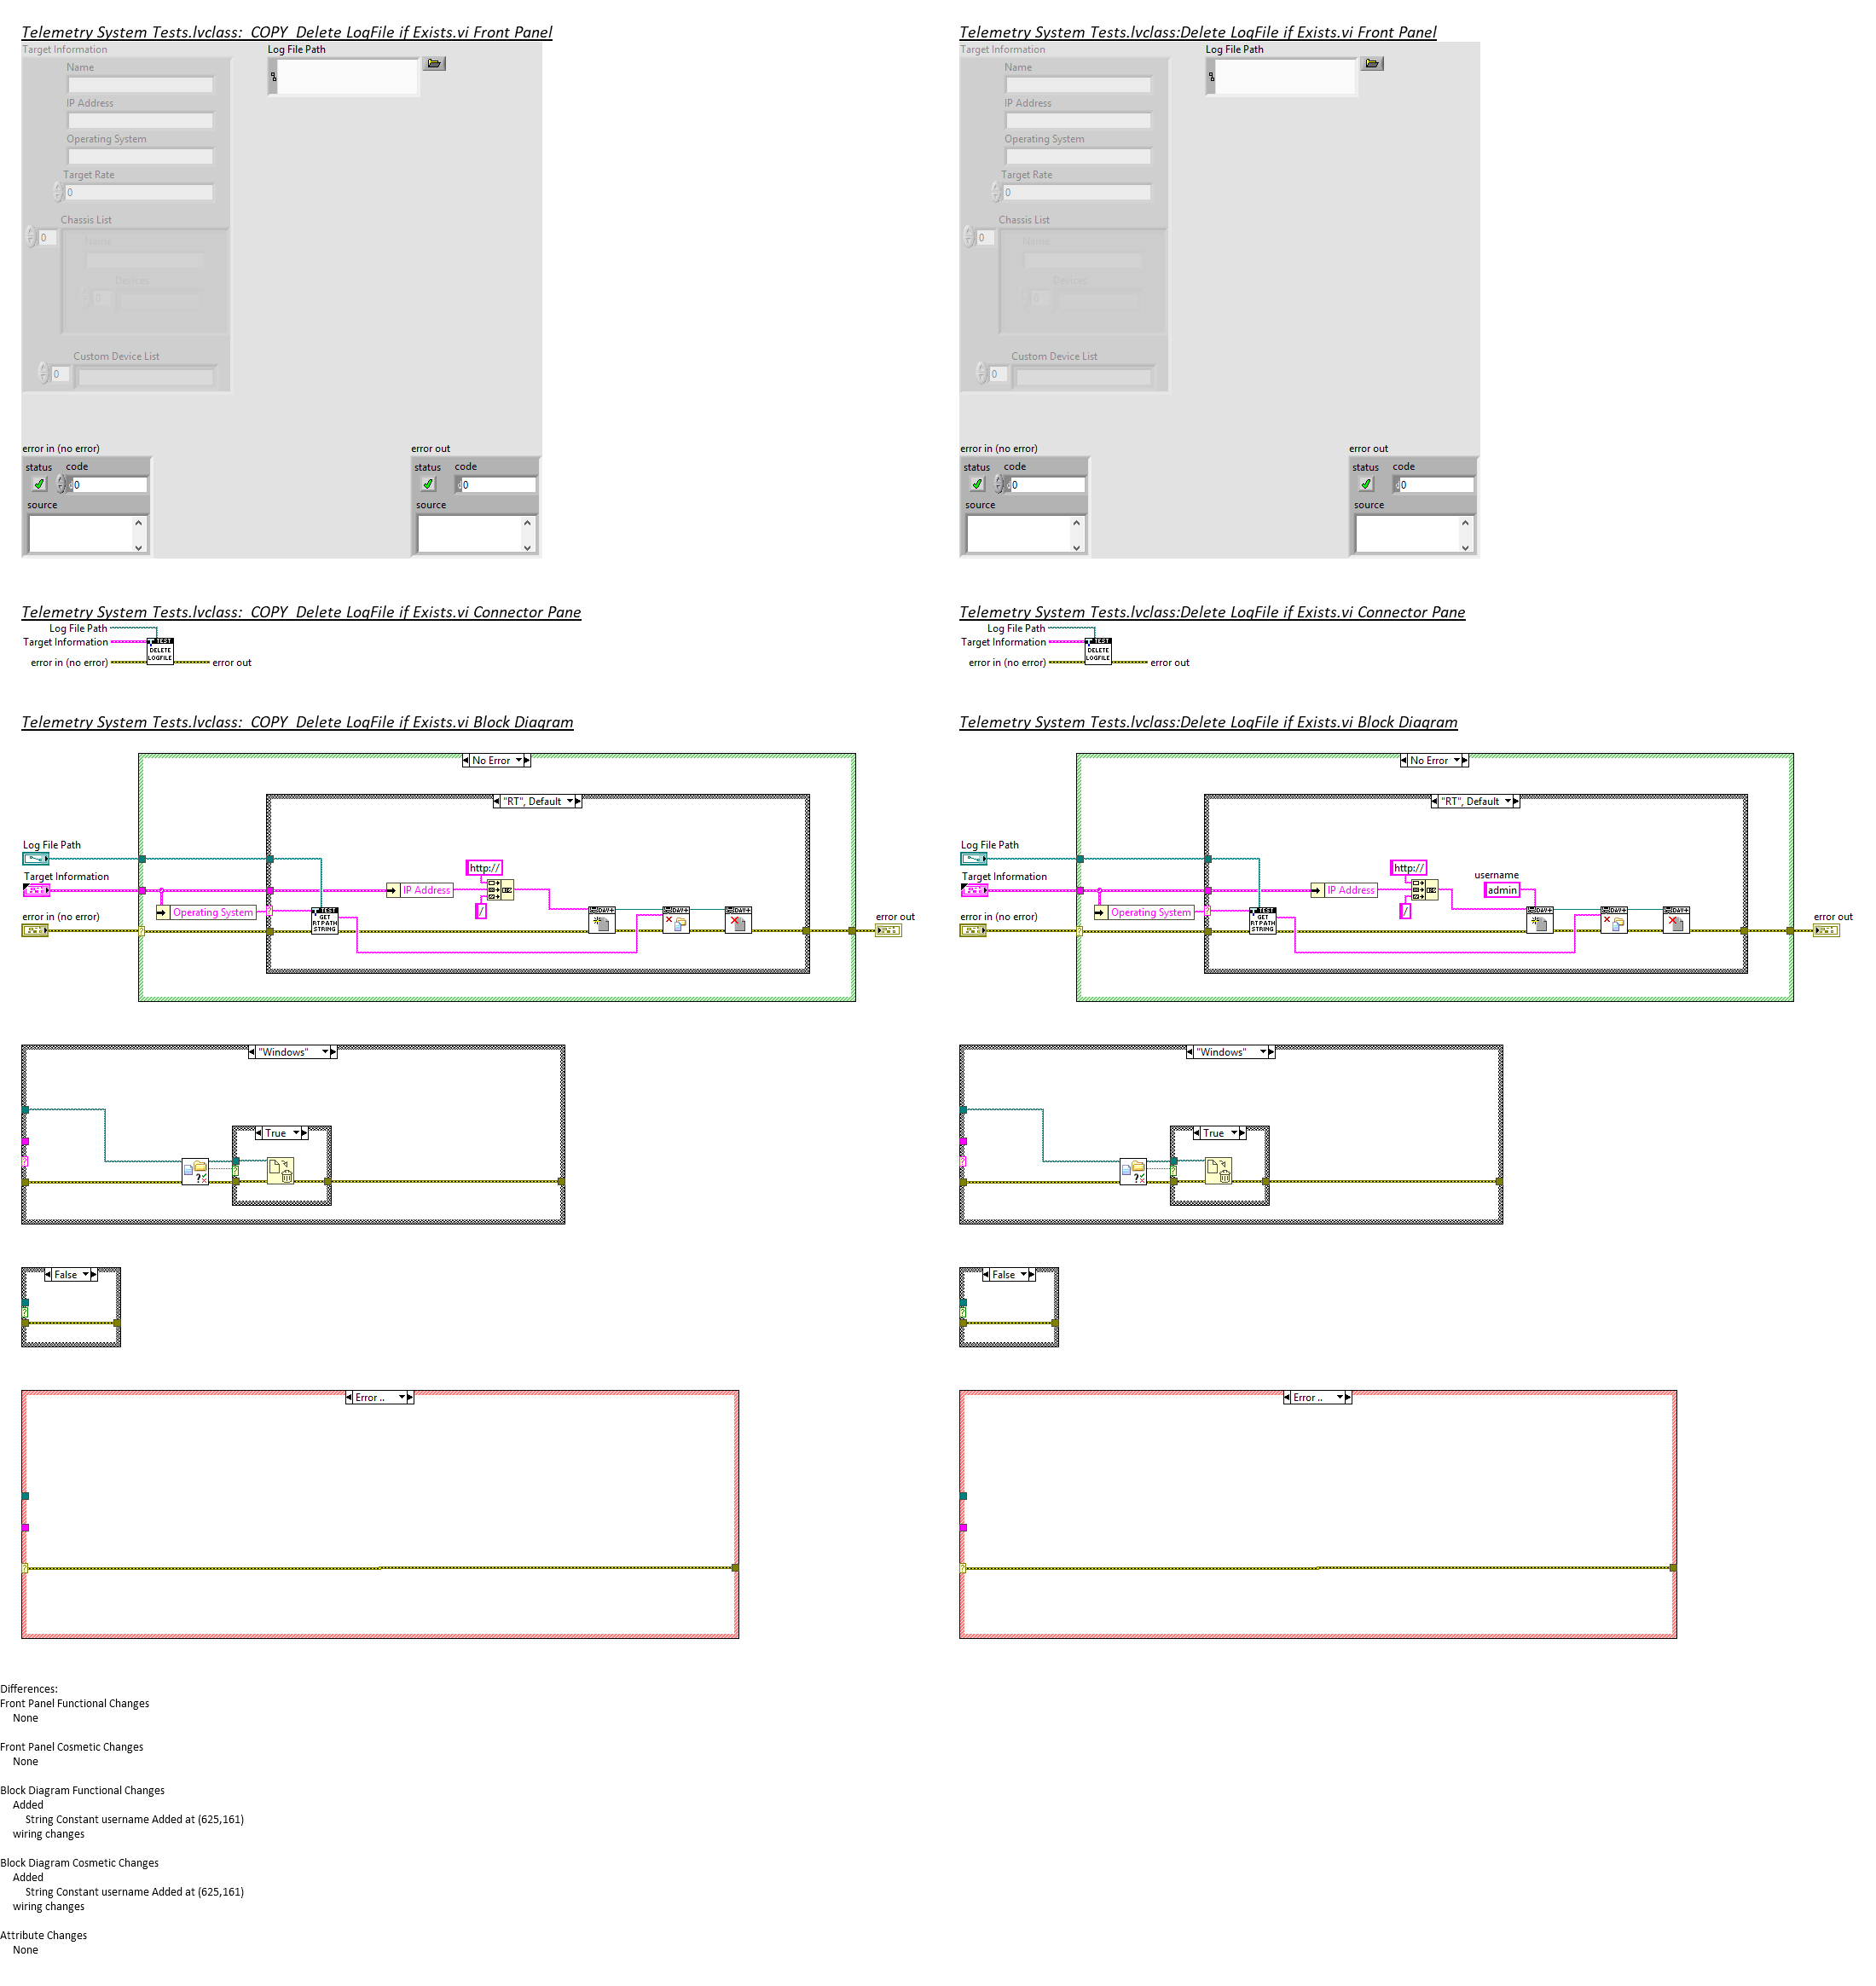 Telemetry System Tests.lvclass:  COPY  Delete LogFile if Exists.vi Front Panel
Target Information
Log File Path
Name
IP Address
Operating System
Target Rate
0
Chassis List
0
Name
Devices
0
Custom Device List
0
error in (no error)
error out
status code
0
source
status code
0
source
Telemetry System Tests.lvclass:  COPY  Delete LogFile if Exists.vi Connector Pane
Log File Path
Target Information
error in (no error)
TEST
DELETE
LOGFILE
error out
Telemetry System Tests.lvclass:  COPY  Delete LogFile if Exists.vi Block Diagram
No Error
"RT", Default
Log File Path
Target Information
error in (no error)
Operating System
TEST
GET
RT PATH
STRING
IP Address
http://
/
DAV
DAV
DAV
error out
"Windows"
True
False
Error ..
Telemetry System Tests.lvclass:Delete LogFile if Exists.vi Front Panel
Target Information
Log File Path
Name
IP Address
Operating System
Target Rate
0
Chassis List
0
Name
Devices
0
Custom Device List
0
error in (no error)
error out
status code
0
source
status code
0
source
Telemetry System Tests.lvclass:Delete LogFile if Exists.vi Connector Pane
Log File Path
Target Information
error in (no error)
TEST
DELETE
LOGFILE
error out
Telemetry System Tests.lvclass:Delete LogFile if Exists.vi Block Diagram
No Error
"RT", Default
Log File Path
Target Information
error in (no error)
Operating System
TEST
GET
RT PATH
STRING
IP Address
http://
/
username
admin
DAV
DAV
DAV
error out
"Windows"
True
False
Error ..
Differences:
Front Panel Functional Changes
None
Front Panel Cosmetic Changes
None
Block Diagram Functional Changes
Added
String Constant username Added at (625,161)
wiring changes
Block Diagram Cosmetic Changes
Added
String Constant username Added at (625,161)
wiring changes
Attribute Changes
None